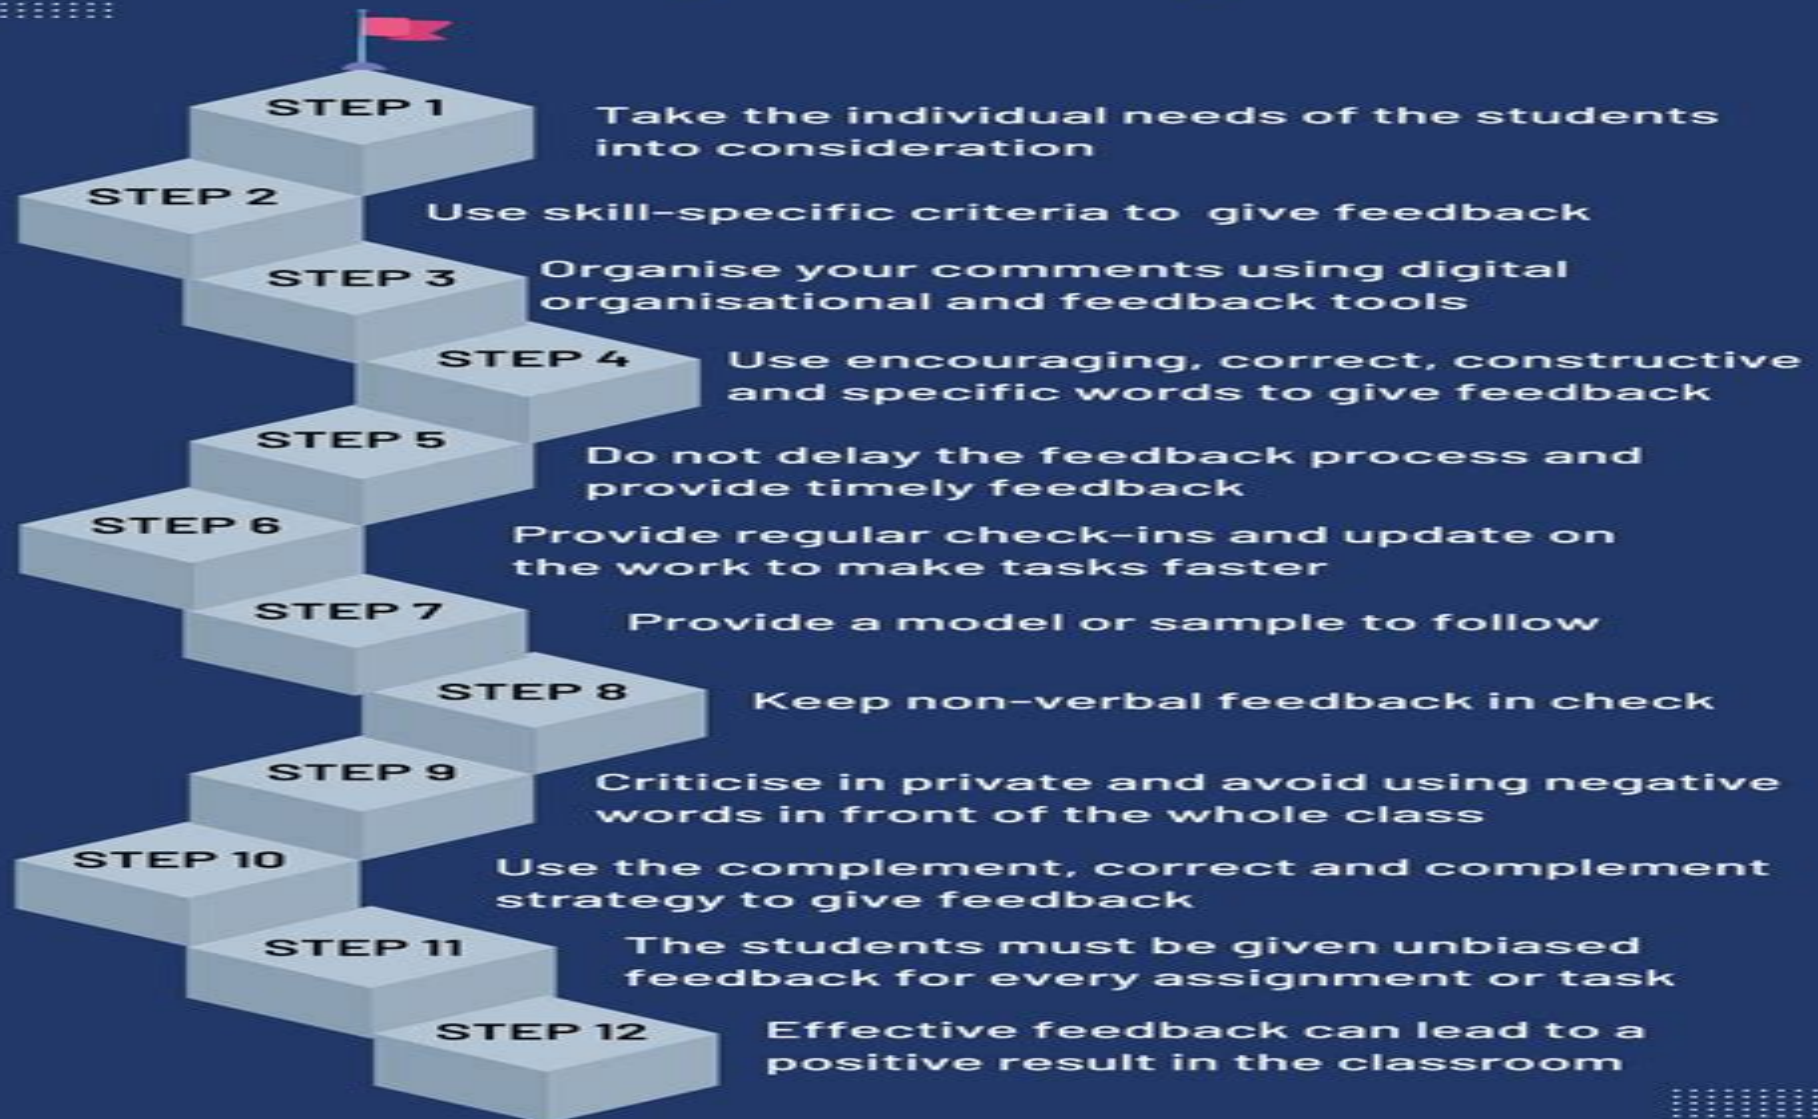 STEP 1
Take the individual needs of the students
into consideration
STEP 2
Use skill-specific criteria to give feedback
STEP 3
Organise your comments using digital
organisational and feedback tools
STEP 4
Use encouraging, correct, constructive
and specific words to give feedback
STEP 5
Do not delay the feedback process and
provide timely feedback
STEP 6
Provide regular check-ins and update on
the work to make tasks faster
STEP 7
Provide a model or sample to follow
STEP 8
Keep non-verbal feedback in check
STEP 9
Criticise in private and avoid using negative
words in front of the whole class
STEP 10
Use the complement, correct and complement
strategy to give feedback
STEP 11
The students must be given unbiased
feedback for every assignment or task
STEP 12
Effective feedback can lead to a
positive result in the classroom